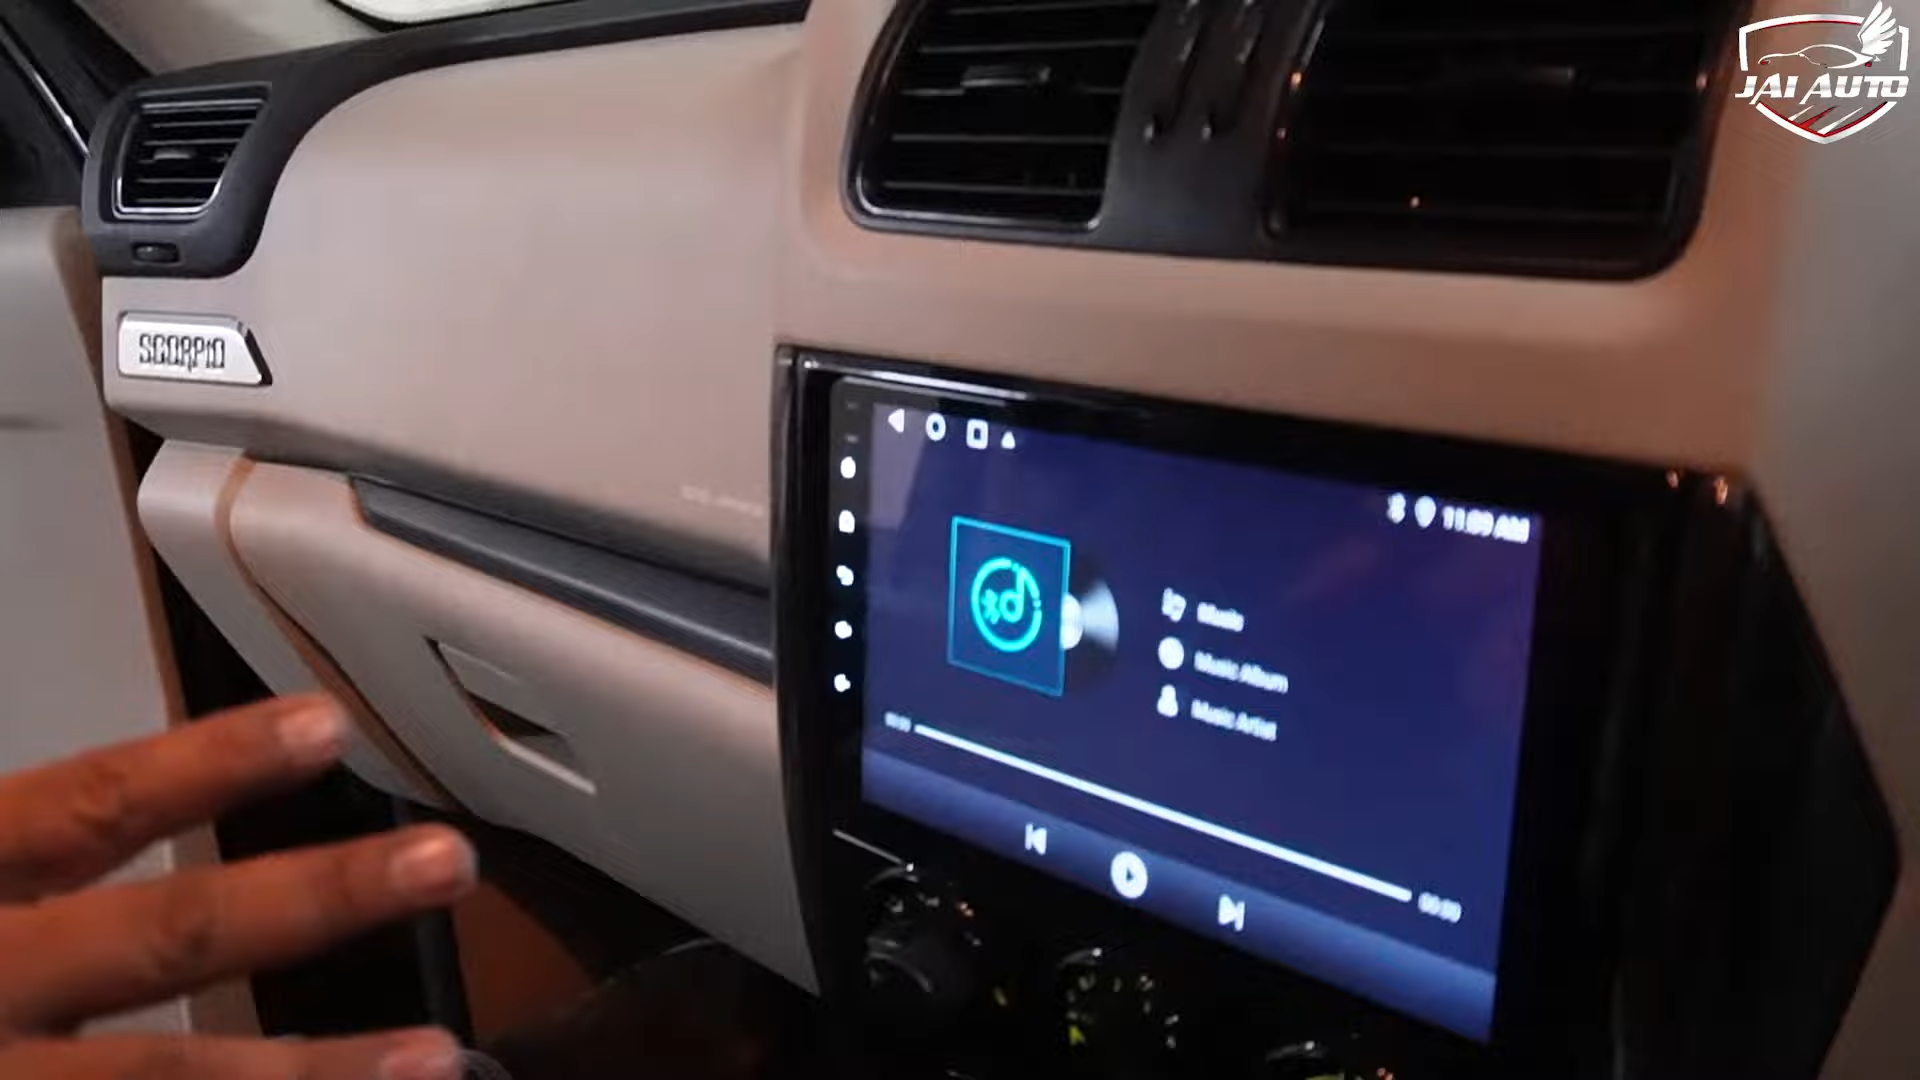 JAI AUTO
SCORPIO
11:09 AM
Music
Music Album
Music Artist
00:00
00:00